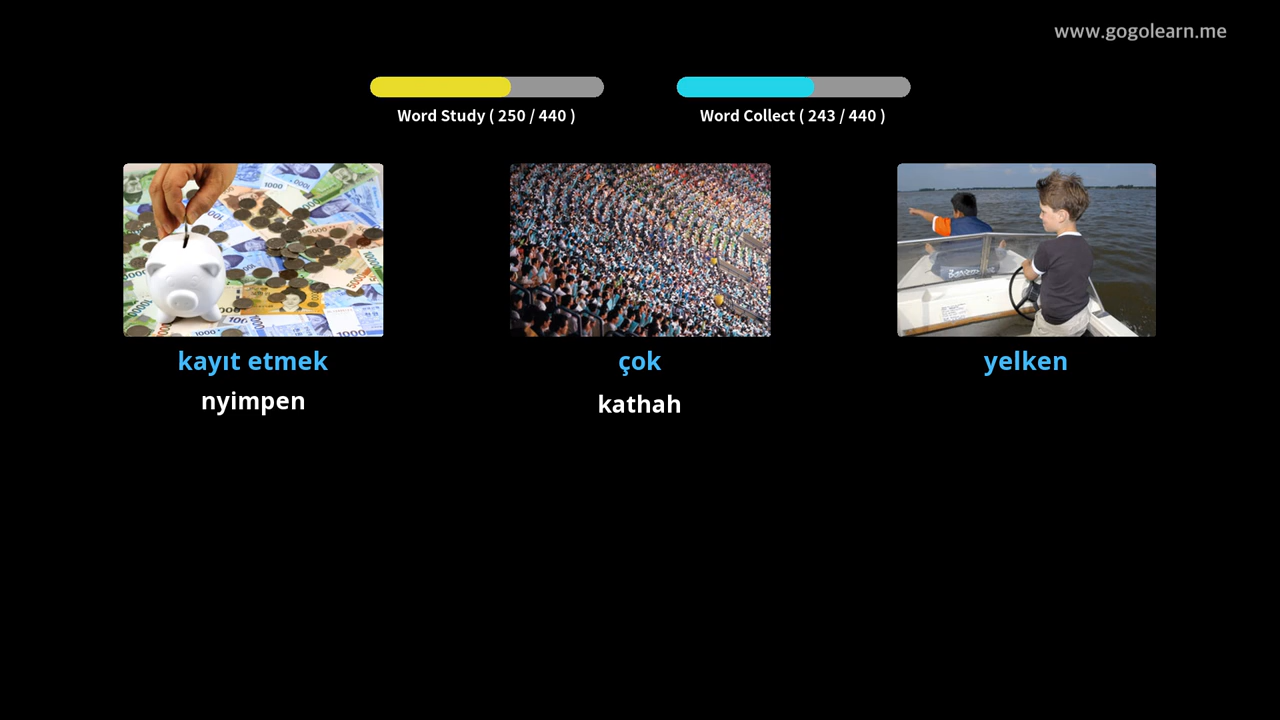 www.gogolearn.me
Word Study ( 250 / 440 )
Word Collect ( 243 / 440 )
kayıt etmek
nyimpen
çok
kathah
yelken